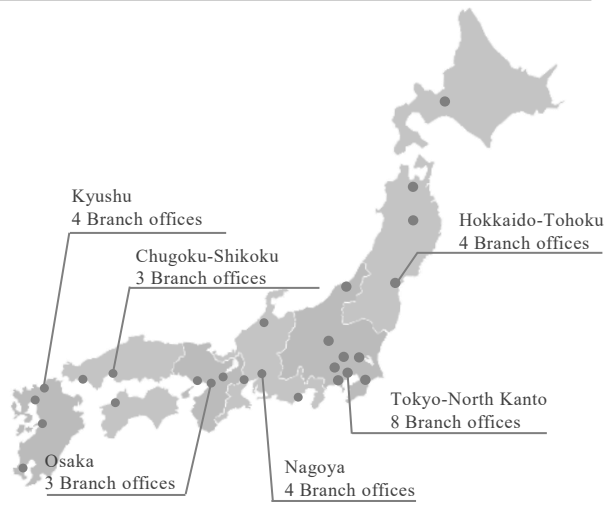 Kyushu
4 Branch offices
Hokkaido-Tohoku
4 Branch offices
Chugoku-Shikoku
3 Branch offices
Tokyo-North Kanto
8 Branch offices
Osaka
3 Branch offices
Nagoya
4 Branch offices